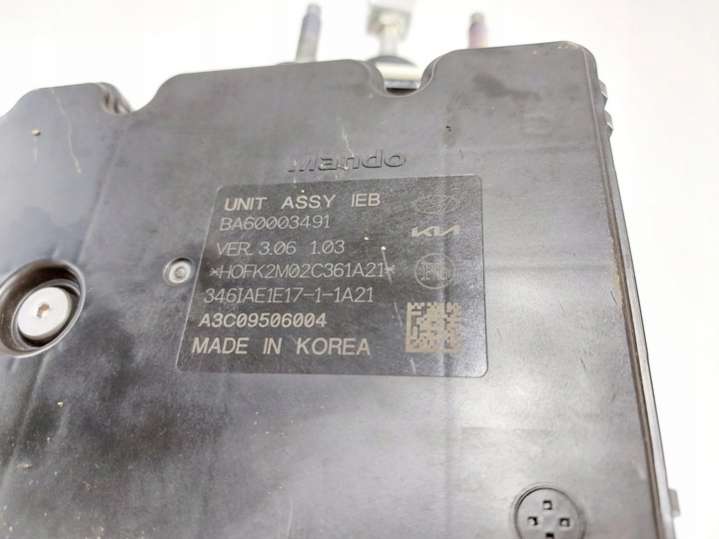 Mando
UNIT ASSY IEB
BA60003491
VER. 3.06 1.03
*HOFK2M02C361A21*
346IAE1E17-1-1A21
A3C09506004
MADE IN KOREA
KIA